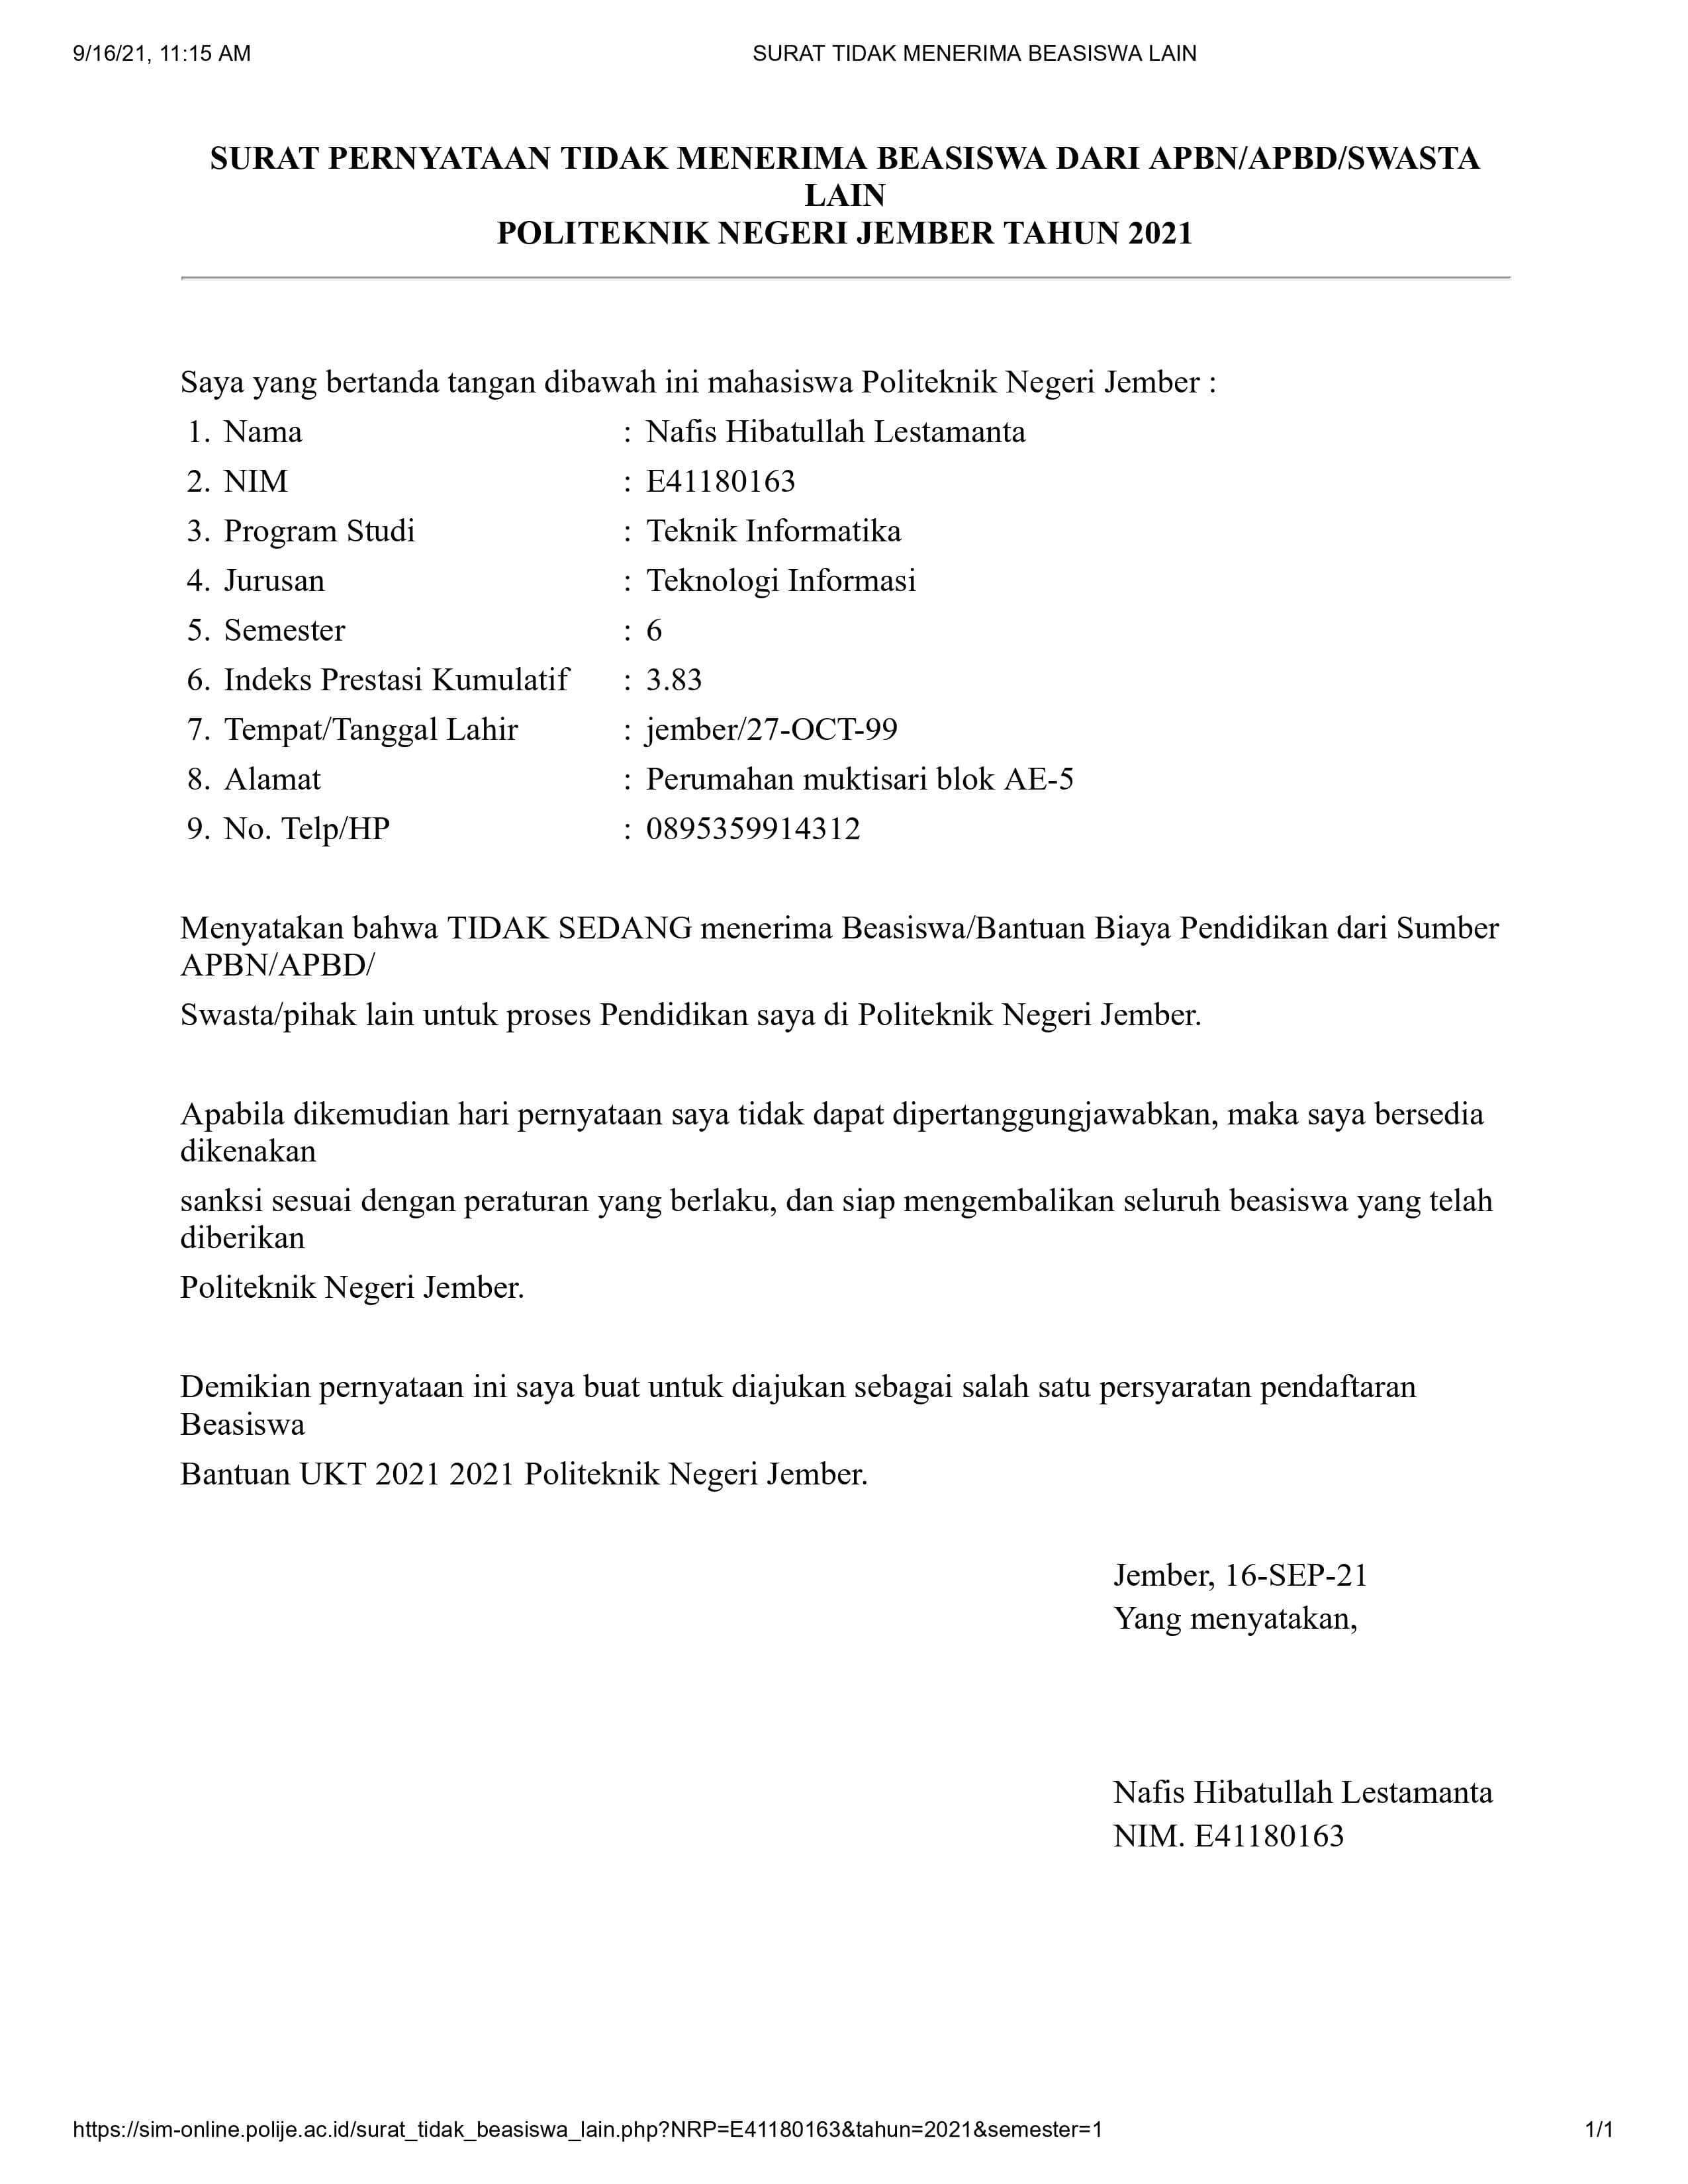 9/16/21, 11:15 AM
SURAT TIDAK MENERIMA BEASISWA LAIN
SURAT PERNYATAAN TIDAK MENERIMA BEASISWA DARI APBN/APBD/SWASTA
LAIN
POLITEKNIK NEGERI JEMBER TAHUN 2021
Saya yang bertanda tangan dibawah ini mahasiswa Politeknik Negeri Jember :
1. Nama : Nafis Hibatullah Lestamanta
2. NIM : E41180163
3. Program Studi : Teknik Informatika
4. Jurusan : Teknologi Informasi
5. Semester : 6
6. Indeks Prestasi Kumulatif : 3.83
7. Tempat/Tanggal Lahir : jember/27-OCT-99
8. Alamat : Perumahan muktisari blok AE-5
9. No. Telp/HP : 0895359914312
Menyatakan bahwa TIDAK SEDANG menerima Beasiswa/Bantuan Biaya Pendidikan dari Sumber
APBN/APBD/
Swasta/pihak lain untuk proses Pendidikan saya di Politeknik Negeri Jember.
Apabila dikemudian hari pernyataan saya tidak dapat dipertanggungjawabkan, maka saya bersedia
dikenakan
sanksi sesuai dengan peraturan yang berlaku, dan siap mengembalikan seluruh beasiswa yang telah
diberikan
Politeknik Negeri Jember.
Demikian pernyataan ini saya buat untuk diajukan sebagai salah satu persyaratan pendaftaran
Beasiswa
Bantuan UKT 2021 2021 Politeknik Negeri Jember.
Jember, 16-SEP-21
Yang menyatakan,
Nafis Hibatullah Lestamanta
NIM. E41180163
https://sim-online.polije.ac.id/surat_tidak_beasiswa_lain.php?NRP=E41180163&tahun=2021&semester=1
1/1